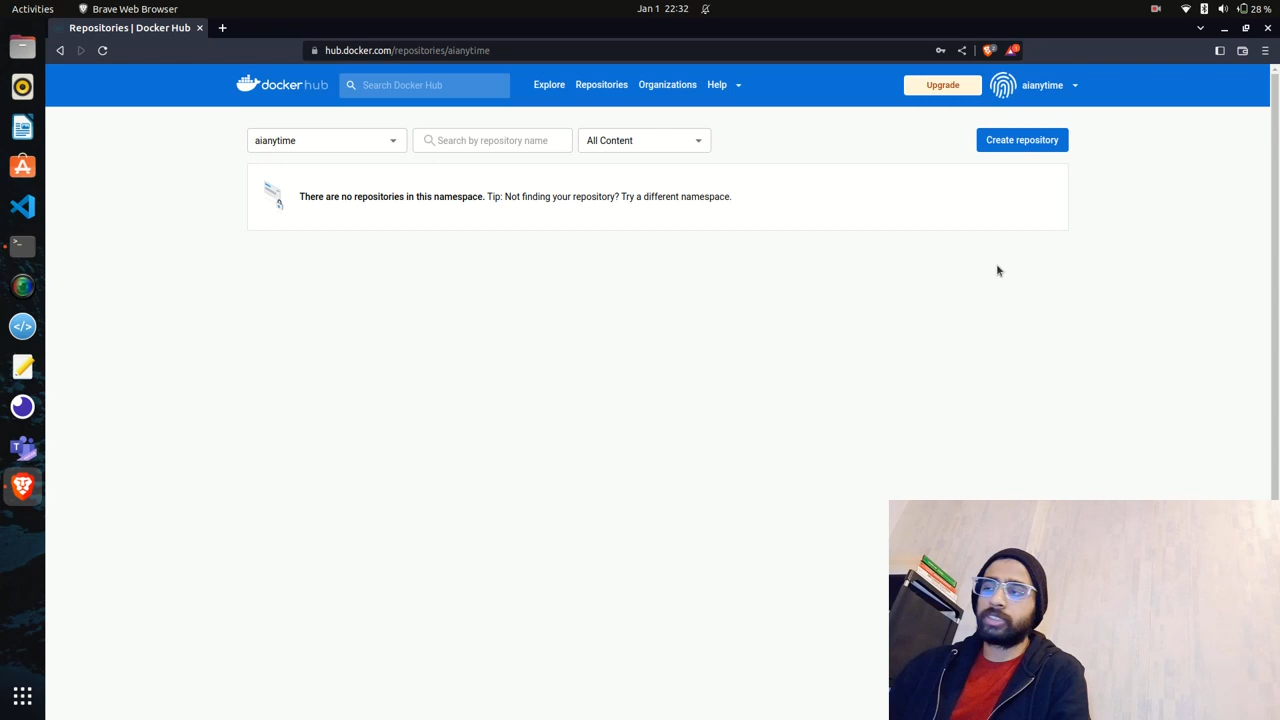 Activities
Brave Web Browser
Jan 1 22:32
28 %
Repositories | Docker Hub
hub.docker.com/repositories/aianytime
dockerhub
Search Docker Hub
Explore
Repositories
Organizations
Help
Upgrade
aianytime
aianytime
Search by repository name
All Content
Create repository
There are no repositories in this namespace. Tip: Not finding your repository? Try a different namespace.